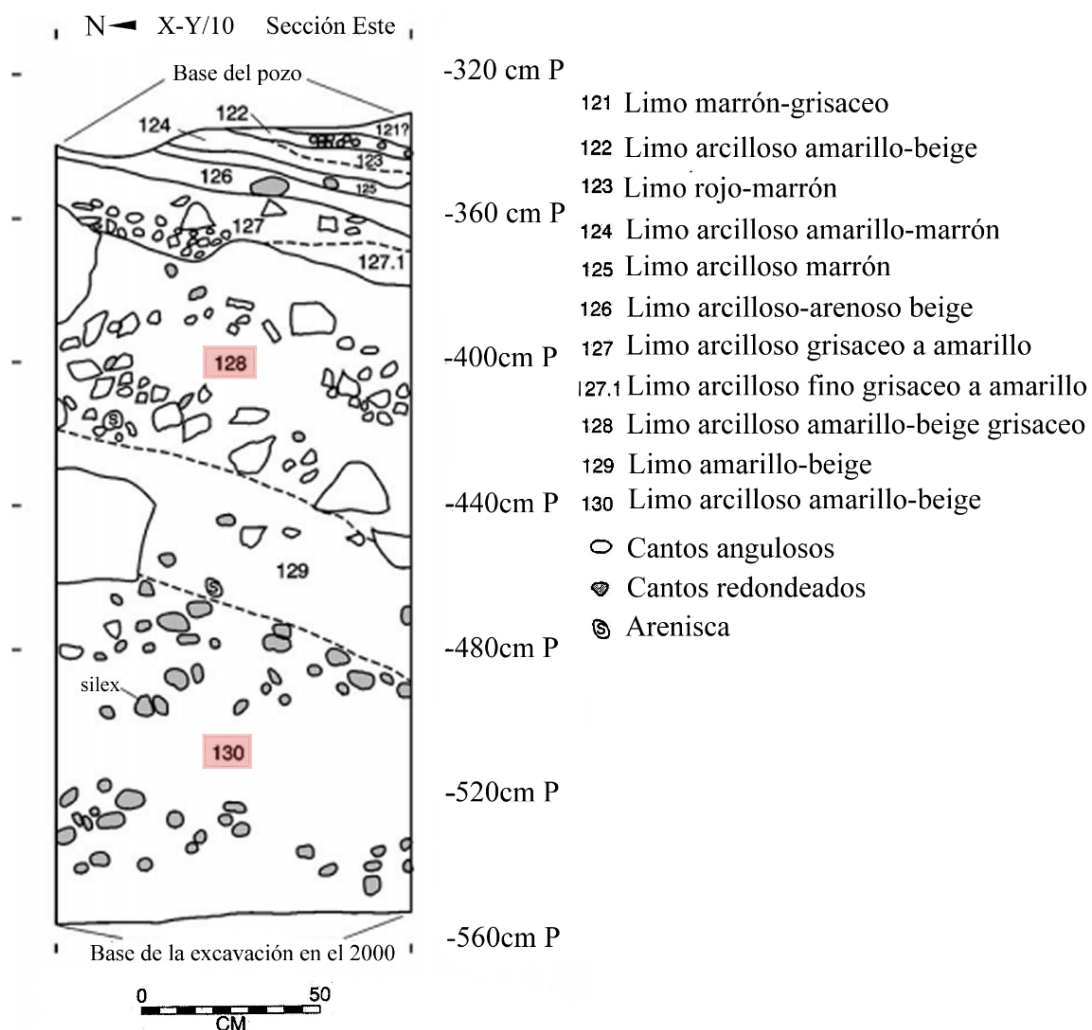 N X-Y/10 Sección Este
Base del pozo
-320 cm P
-360 cm P
-400cm P
-440cm P
-480cm P
-520cm P
-560cm P
124
122
121?
123
126
125
127
127.1
128
129
130
S
S
silex
Base de la excavación en el 2000
0 50
CM
121 Limo marrón-grisaceo
122 Limo arcilloso amarillo-beige
123 Limo rojo-marrón
124 Limo arcilloso amarillo-marrón
125 Limo arcilloso marrón
126 Limo arcilloso-arenoso beige
127 Limo arcilloso grisaceo a amarillo
127.1 Limo arcilloso fino grisaceo a amarillo
128 Limo arcilloso amarillo-beige grisaceo
129 Limo amarillo-beige
130 Limo arcilloso amarillo-beige
Cantos angulosos
Cantos redondeados
S Arenisca